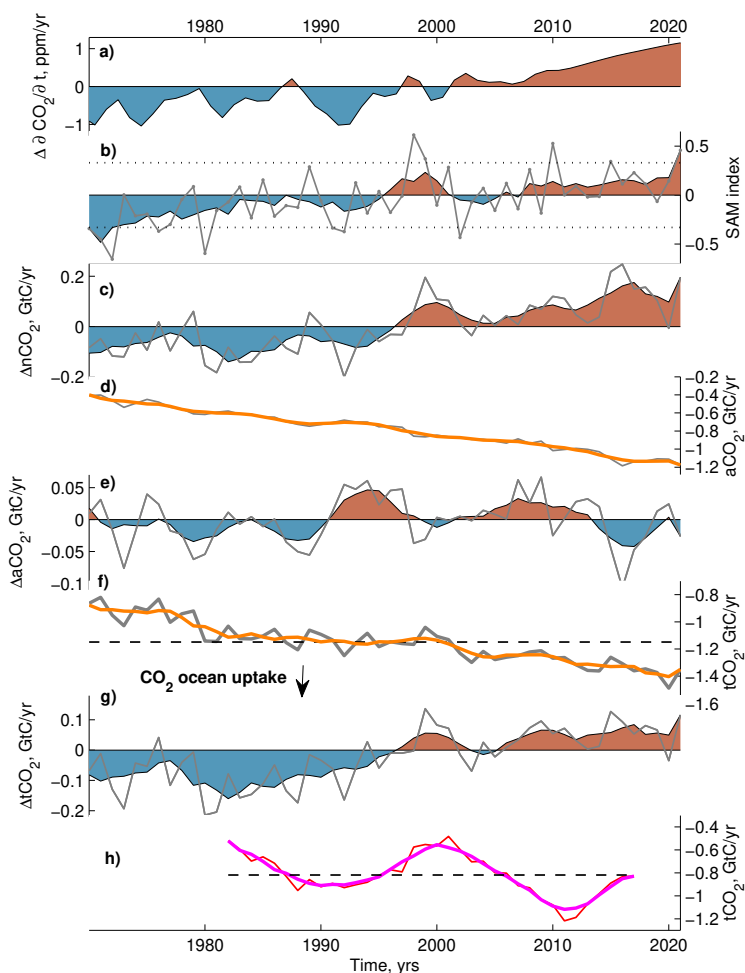 1980 1990 2000 2010 2020
a)
Δ ∂ CO2/∂ t, ppm/yr
1
0
−1
b)
SAM index
0.5
0
−0.5
c)
ΔnCO2, GtC/yr
0.2
0
−0.2
d)
aCO2, GtC/yr
−0.2
−0.4
−0.6
−0.8
−1
−1.2
e)
ΔaCO2, GtC/yr
0.05
0
−0.05
−0.1
f)
tCO2, GtC/yr
−0.8
−1
−1.2
−1.4
−1.6
CO2 ocean uptake
g)
ΔtCO2, GtC/yr
0.1
0
−0.1
−0.2
h)
tCO2, GtC/yr
−0.4
−0.6
−0.8
−1
−1.2
1980 1990 2000 2010 2020
Time, yrs